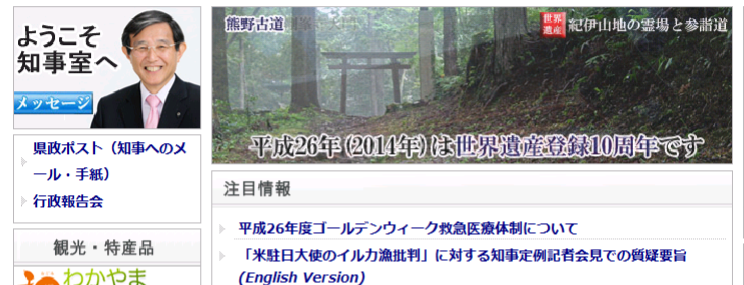 ようこそ
知事室へ
メッセージ
県政ポスト（知事へのメ
ール・手紙）
行政報告会
観光・特産品
わかやま
熊野古道
世界
遺産
紀伊山地の霊場と参詣道
平成26年(2014年)は世界遺産登録10周年です
注目情報
平成26年度ゴールデンウィーク救急医療体制について
「米駐日大使のイルカ漁批判」に対する知事定例記者会見での質疑要旨
(English Version)